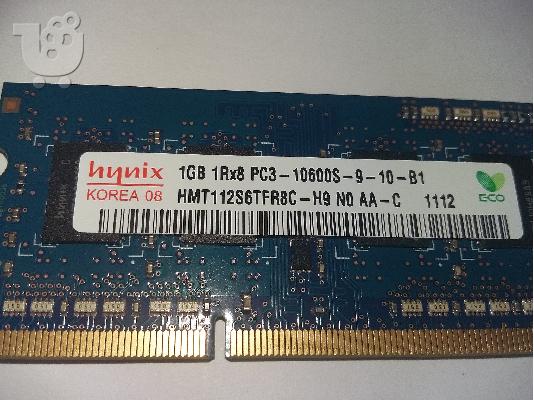 hynix 1GB 1Rx8 PC3-10600S-9-10-B1
KOREA 08 HMT112S6TFR8C-H9 N0 AA-C 1112
ECO